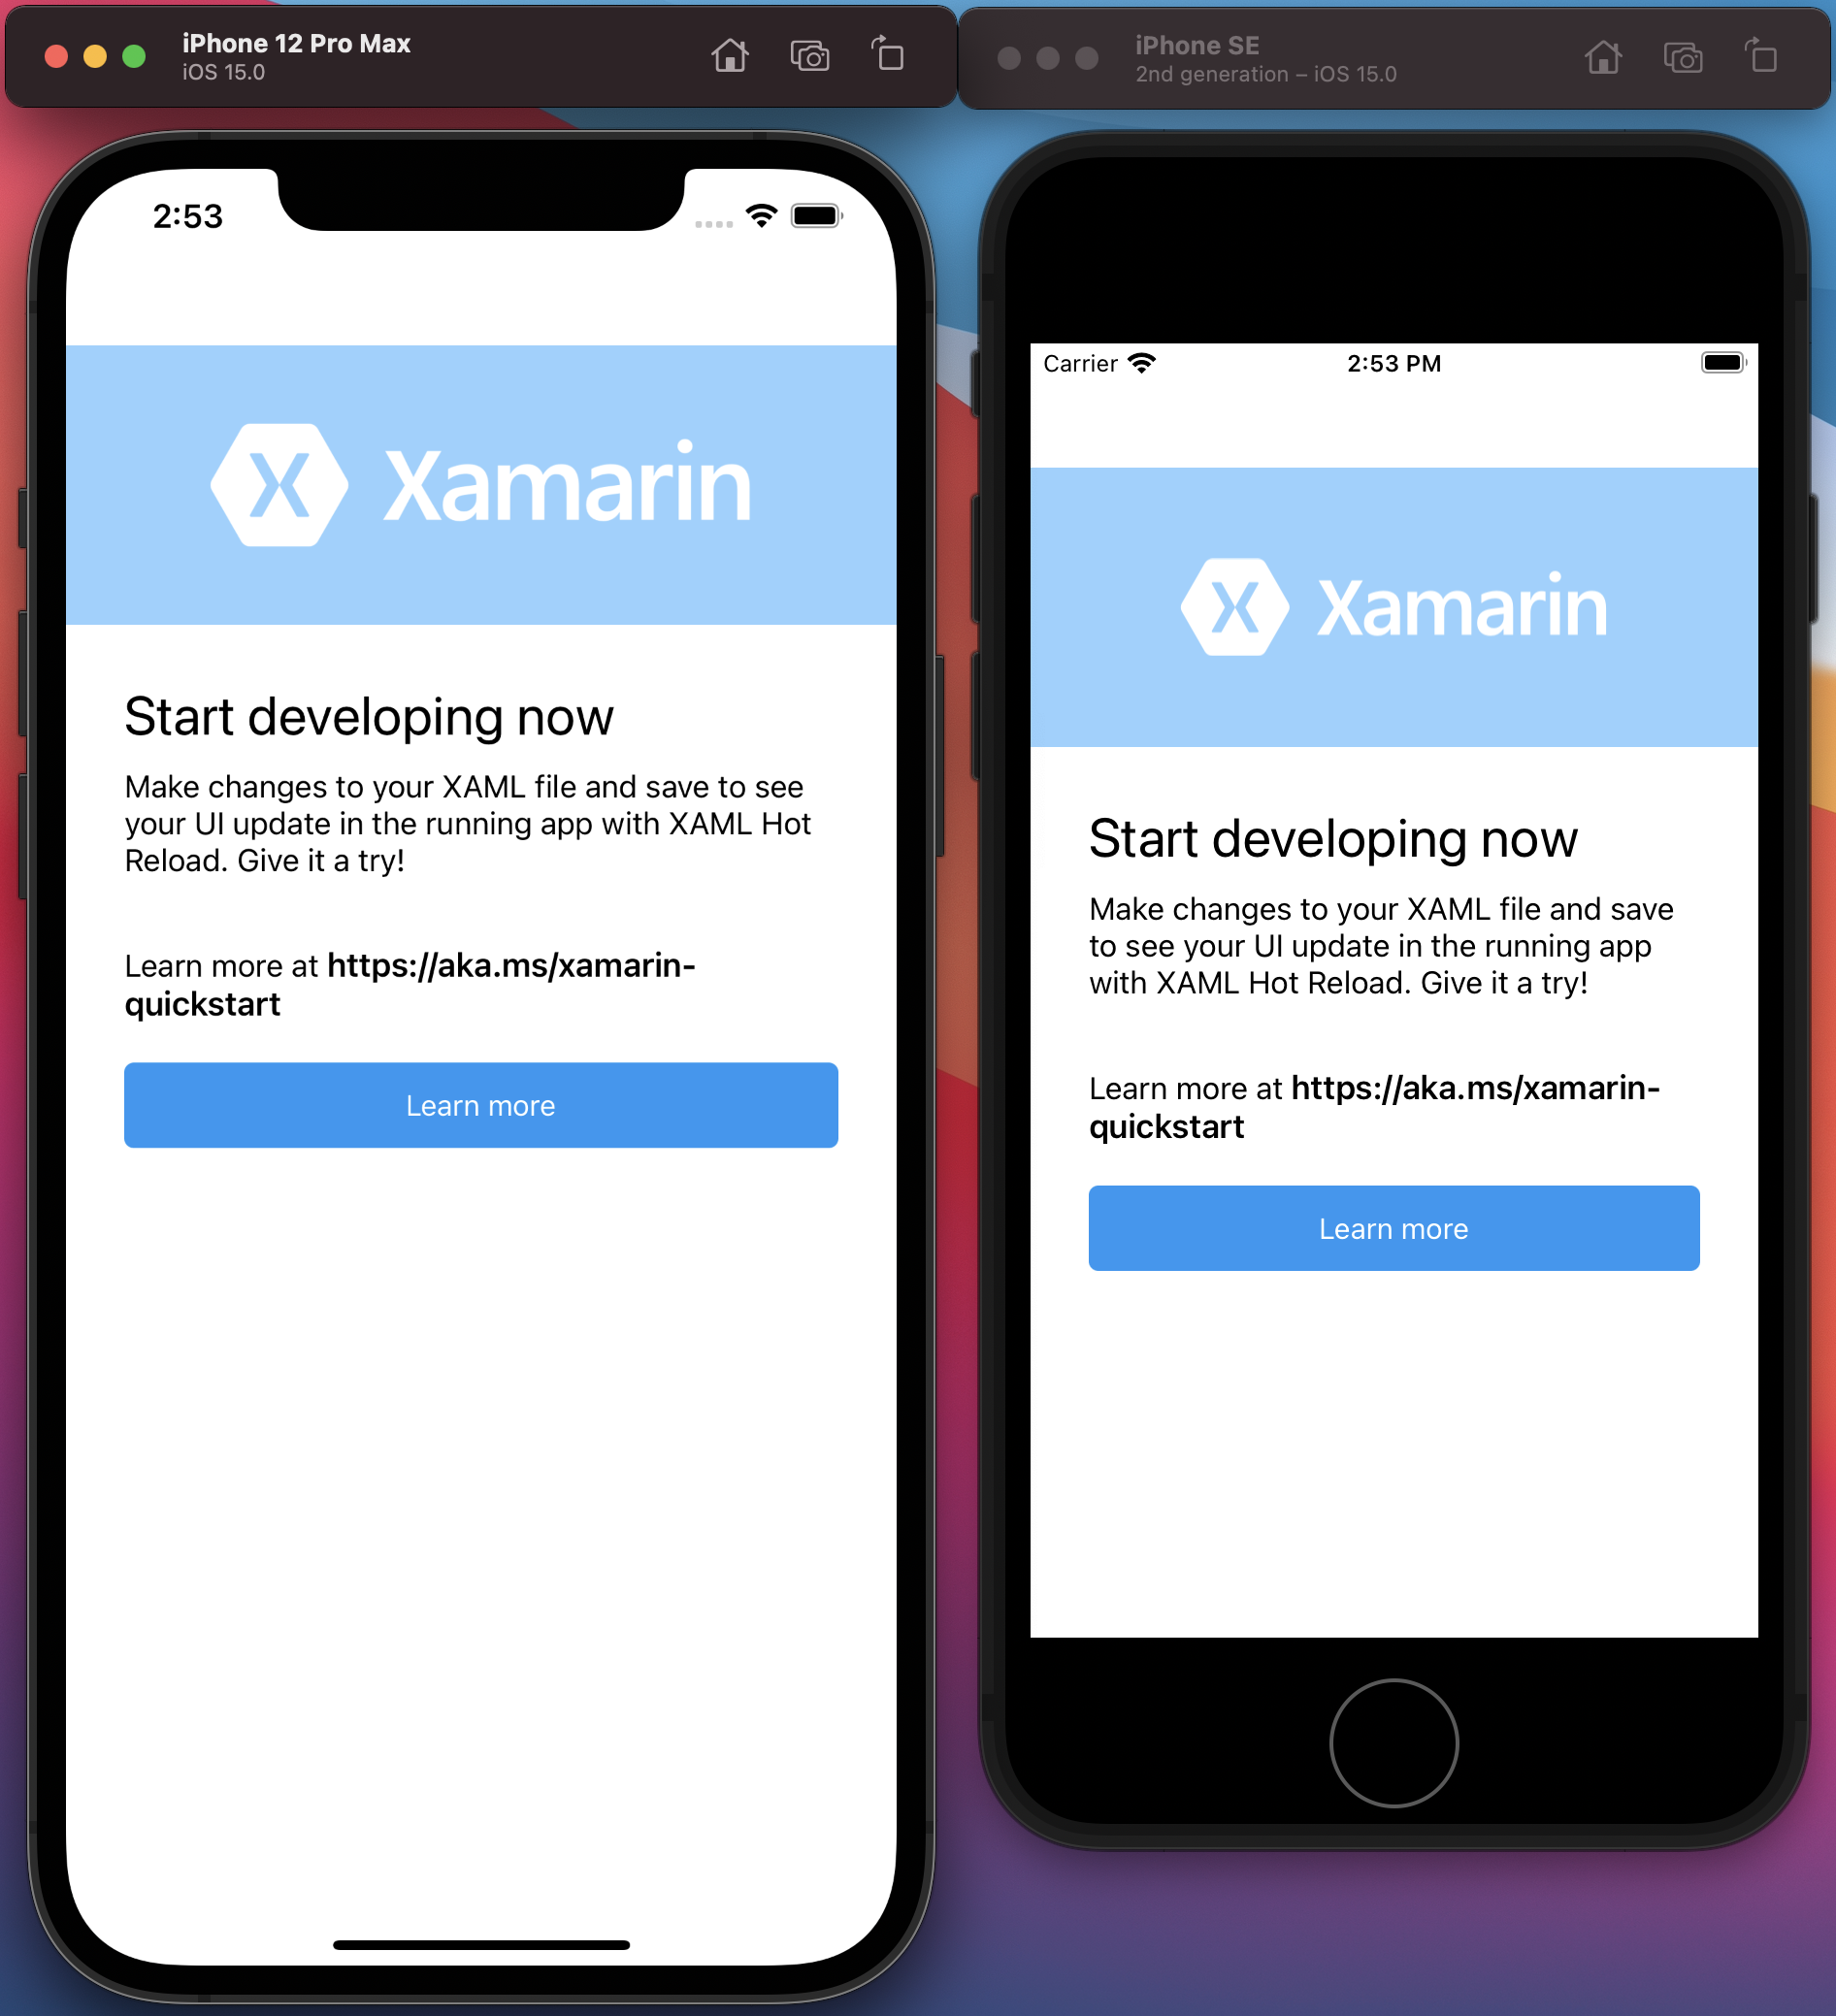 iPhone 12 Pro Max
iOS 15.0
2:53
Xamarin
Start developing now
Make changes to your XAML file and save to see
your UI update in the running app with XAML Hot
Reload. Give it a try!
Learn more at https://aka.ms/xamarin-
quickstart
Learn more
iPhone SE
2nd generation – iOS 15.0
Carrier
2:53 PM
Xamarin
Start developing now
Make changes to your XAML file and save
to see your UI update in the running app
with XAML Hot Reload. Give it a try!
Learn more at https://aka.ms/xamarin-
quickstart
Learn more